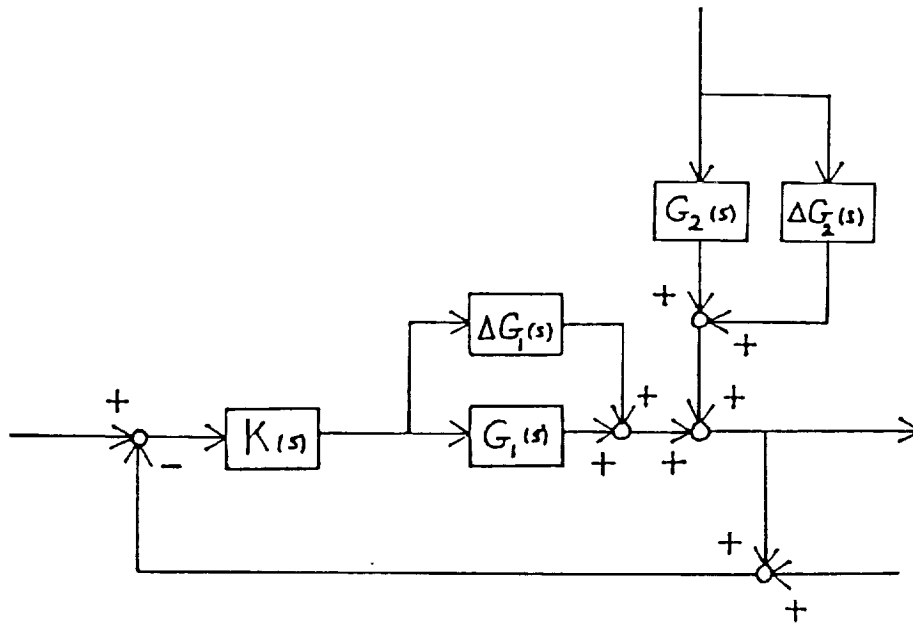 G₂(s)
ΔG₂(s)
+
+
ΔG₁(s)
+
+
+
K(s)
G₁(s)
+
+
−
+
+